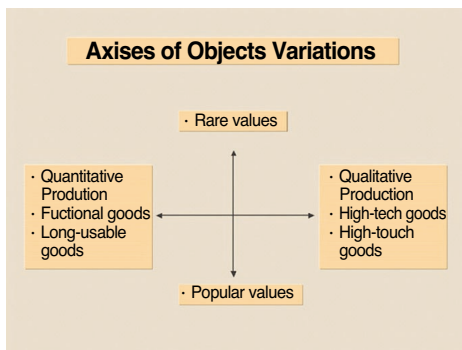 Axises of Objects Variations
· Rare values
· Quantitative
Prodution
· Fuctional goods
· Long-usable
goods
· Qualitative
Production
· High-tech goods
· High-touch
goods
· Popular values